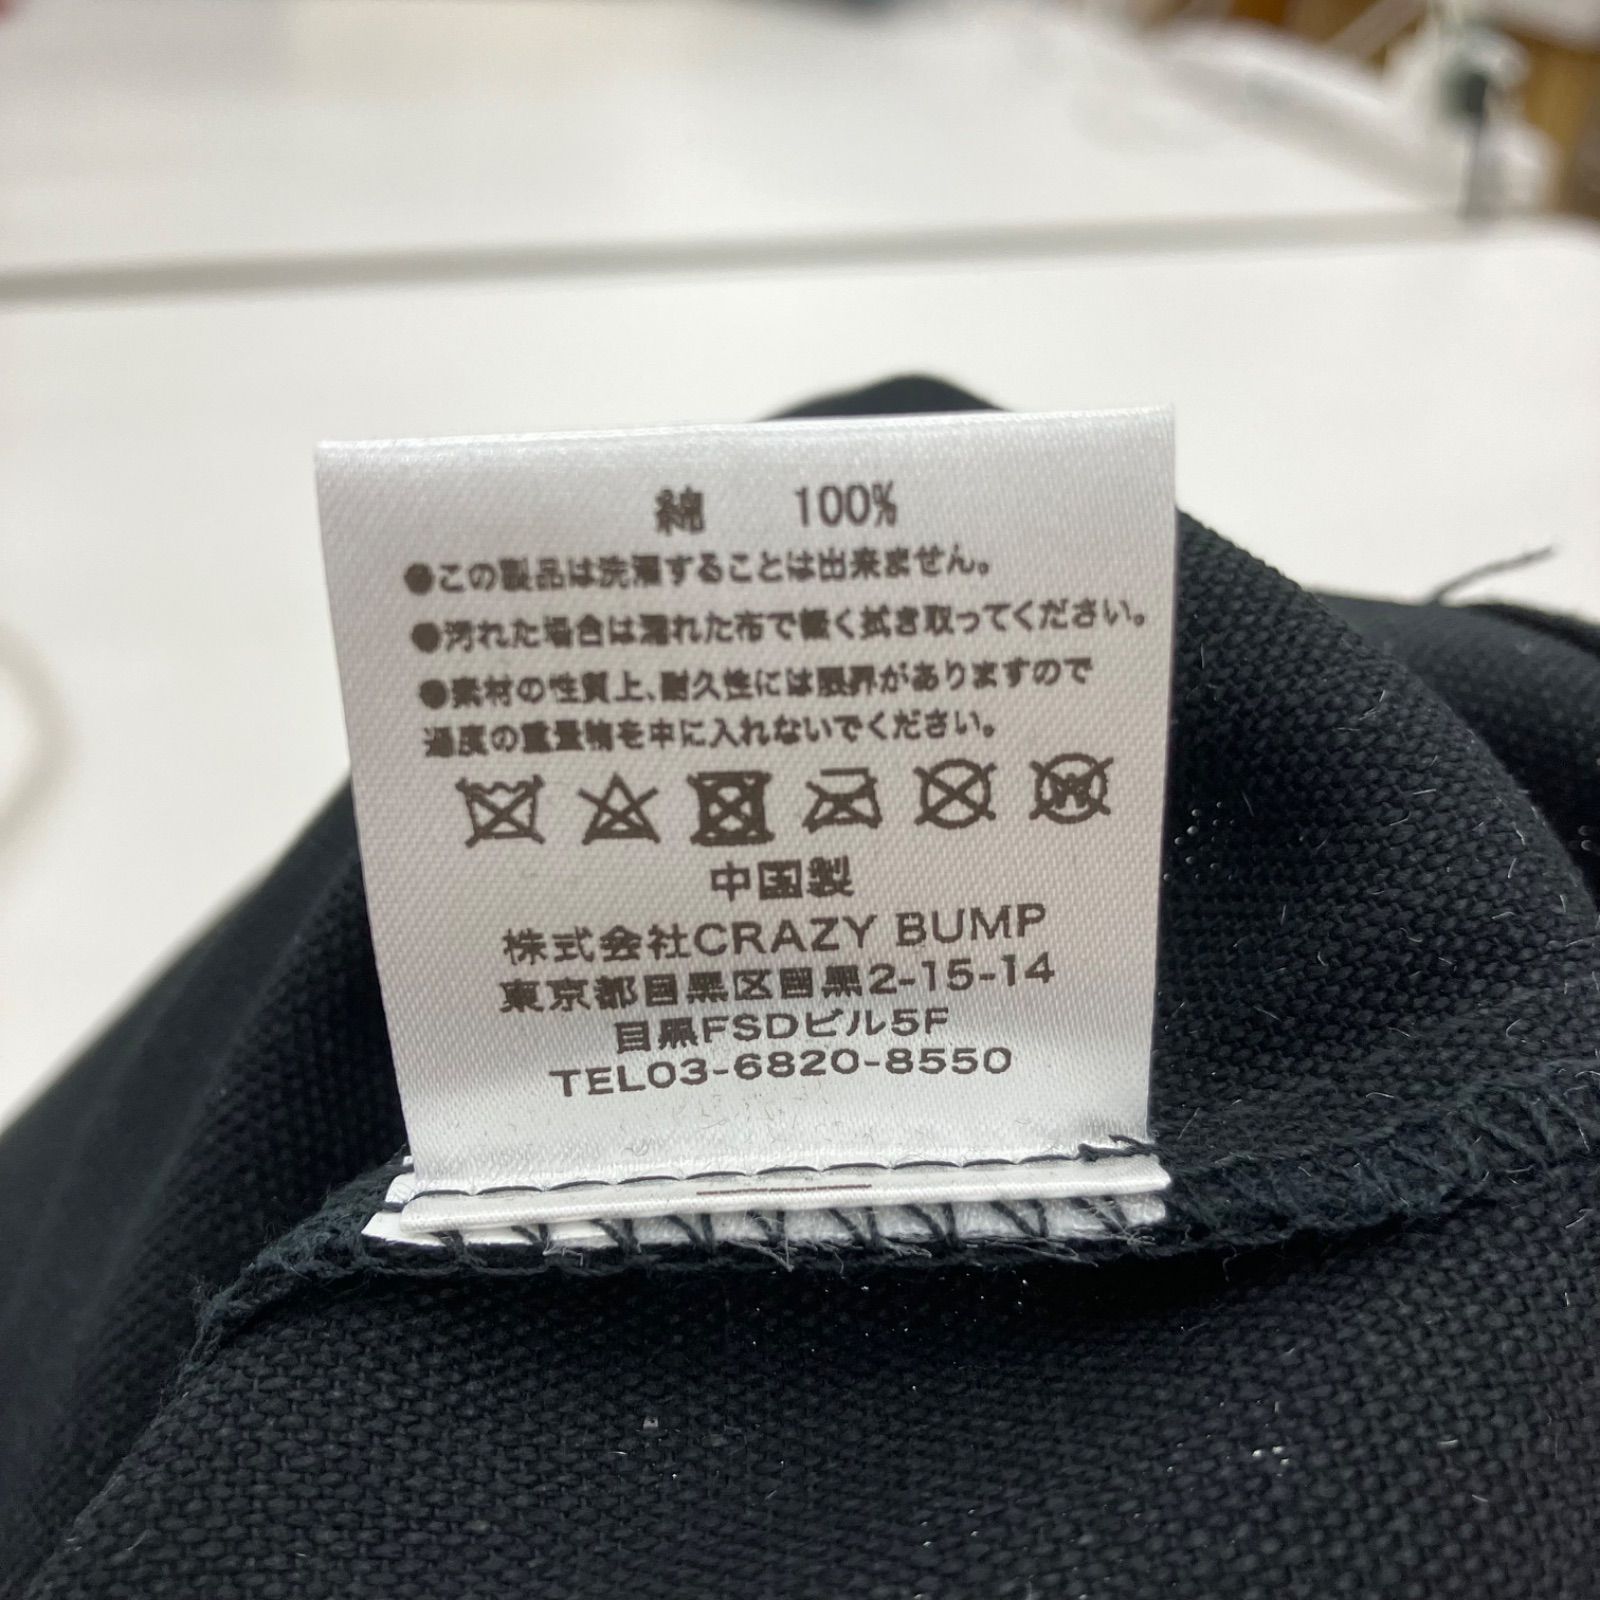 綿 100%
●この製品は洗濯することは出来ません。
●汚れた場合は濡れた布で軽く拭き取ってください。
●素材の性質上、耐久性には限界がありますので
過度の重量物を中に入れないでください。
中国製
株式会社CRAZY BUMP
東京都目黒区目黒2-15-14
目黒FSDビル5F
TEL03-6820-8550